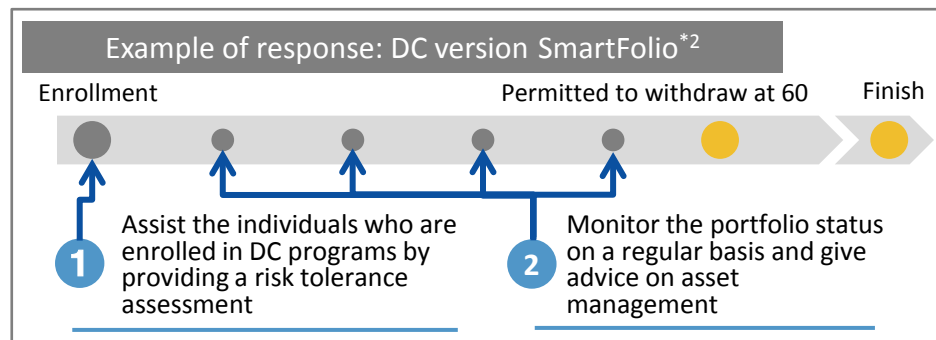 Example of response: DC version SmartFolio*2
Enrollment
Permitted to withdraw at 60
Finish
1
Assist the individuals who are
enrolled in DC programs by
providing a risk tolerance
assessment
2
Monitor the portfolio status
on a regular basis and give
advice on asset
management